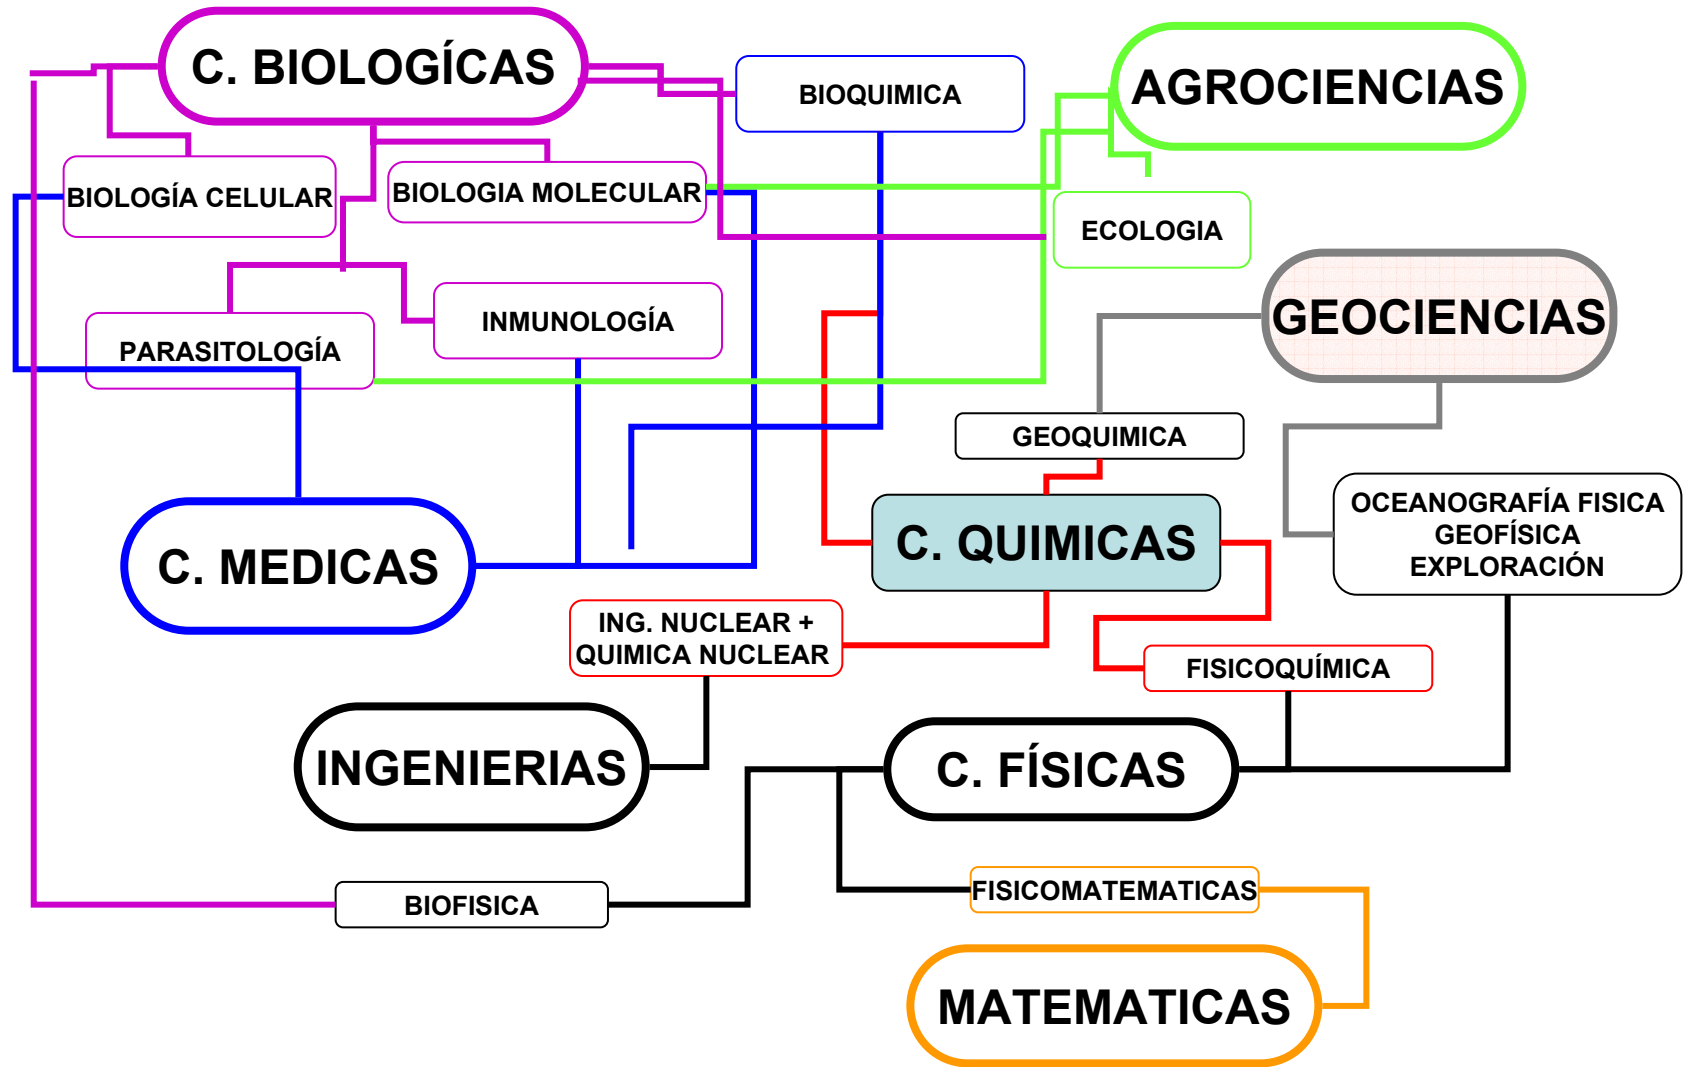 C. BIOLOGÍCAS
BIOQUIMICA
AGROCIENCIAS
BIOLOGÍA CELULAR
BIOLOGIA MOLECULAR
ECOLOGIA
PARASITOLOGÍA
INMUNOLOGÍA
GEOCIENCIAS
GEOQUIMICA
C. MEDICAS
C. QUIMICAS
OCEANOGRAFÍA FISICA
GEOFÍSICA
EXPLORACIÓN
ING. NUCLEAR +
QUIMICA NUCLEAR
FISICOQUÍMICA
INGENIERIAS
C. FÍSICAS
BIOFISICA
FISICOMATEMATICAS
MATEMATICAS